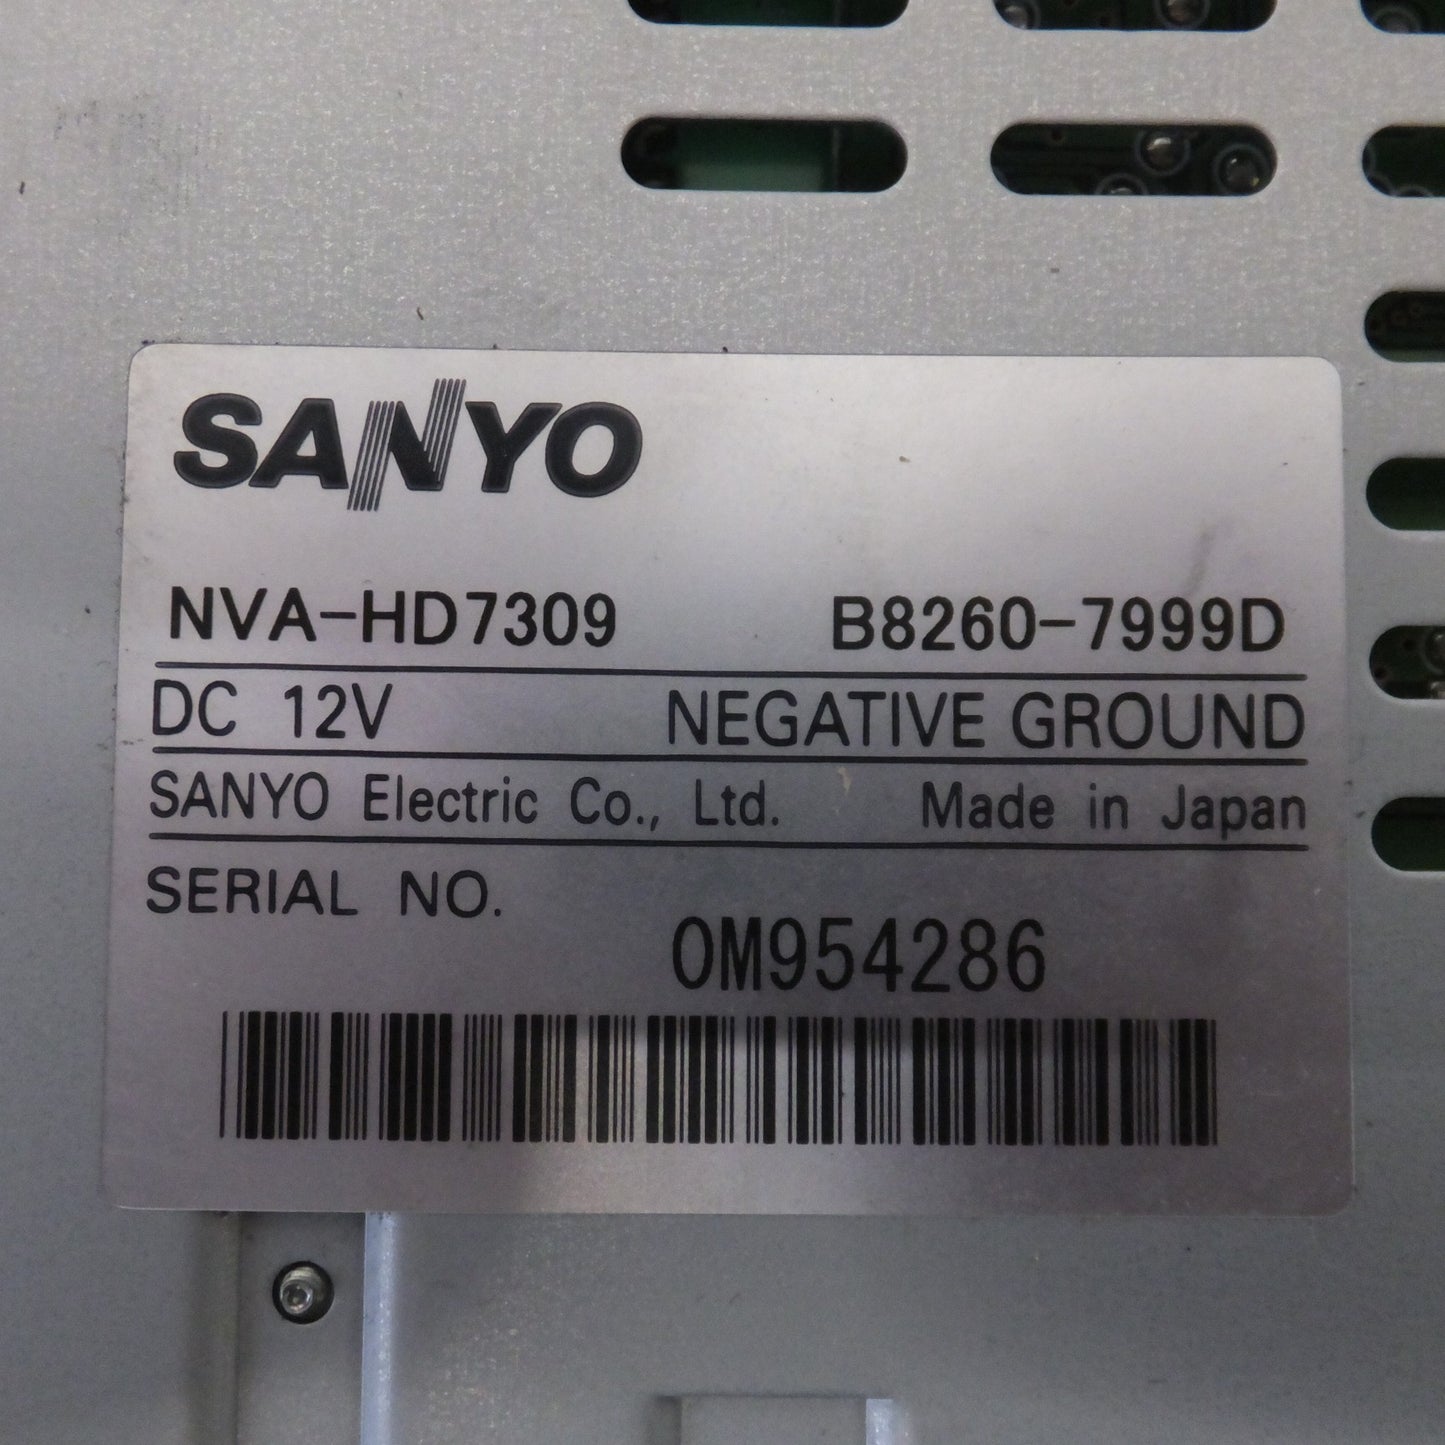 SANYO
NVA-HD7309 B8260-7999D
DC 12V NEGATIVE GROUND
SANYO Electric Co., Ltd. Made in Japan
SERIAL NO.
0M954286